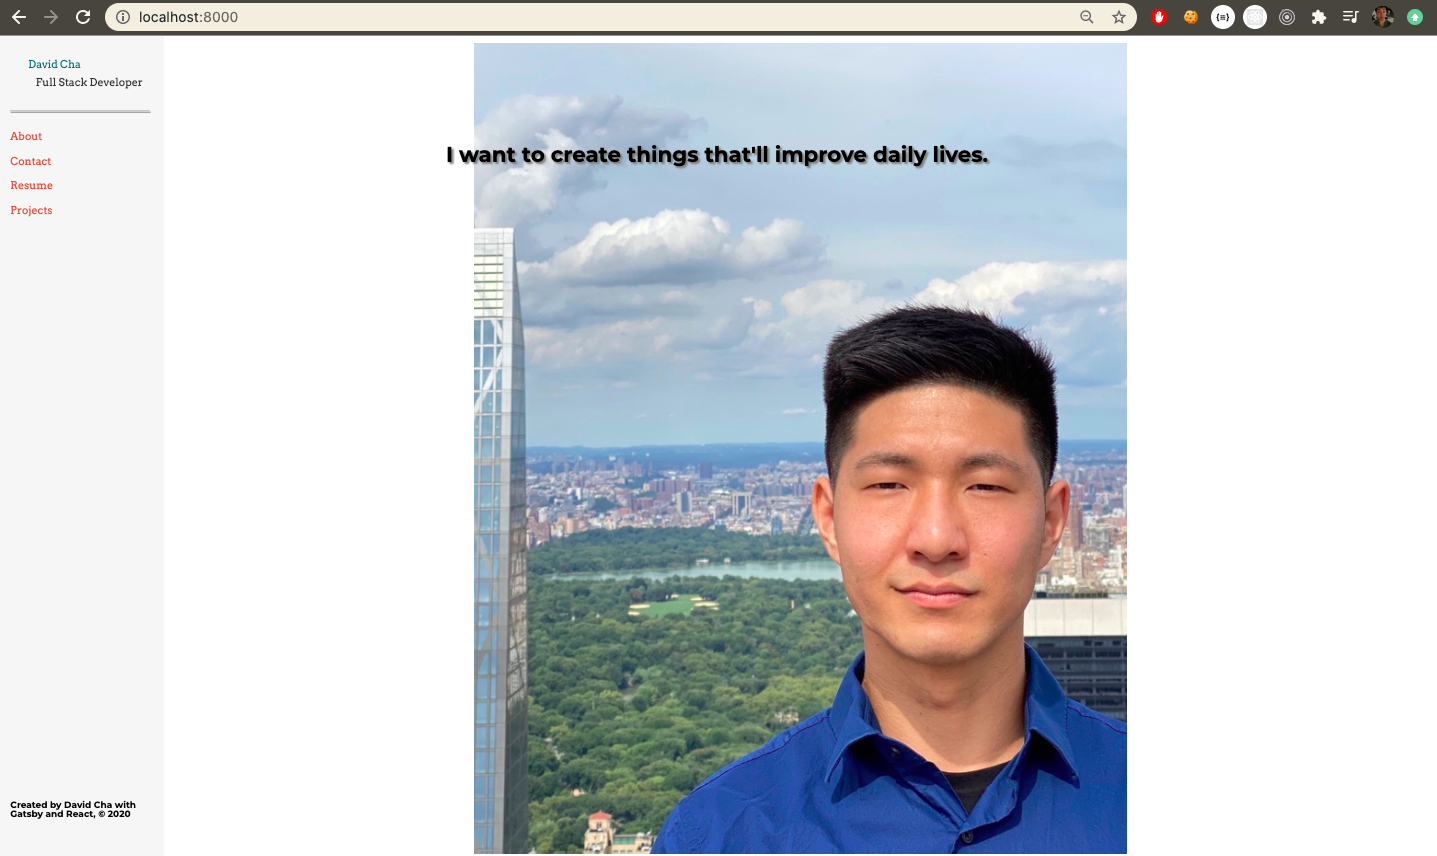 localhost:8000
David Cha
Full Stack Developer
I want to create things that'll improve daily lives.
About
Contact
Resume
Projects
Created by David Cha with
Gatsby and React, © 2020